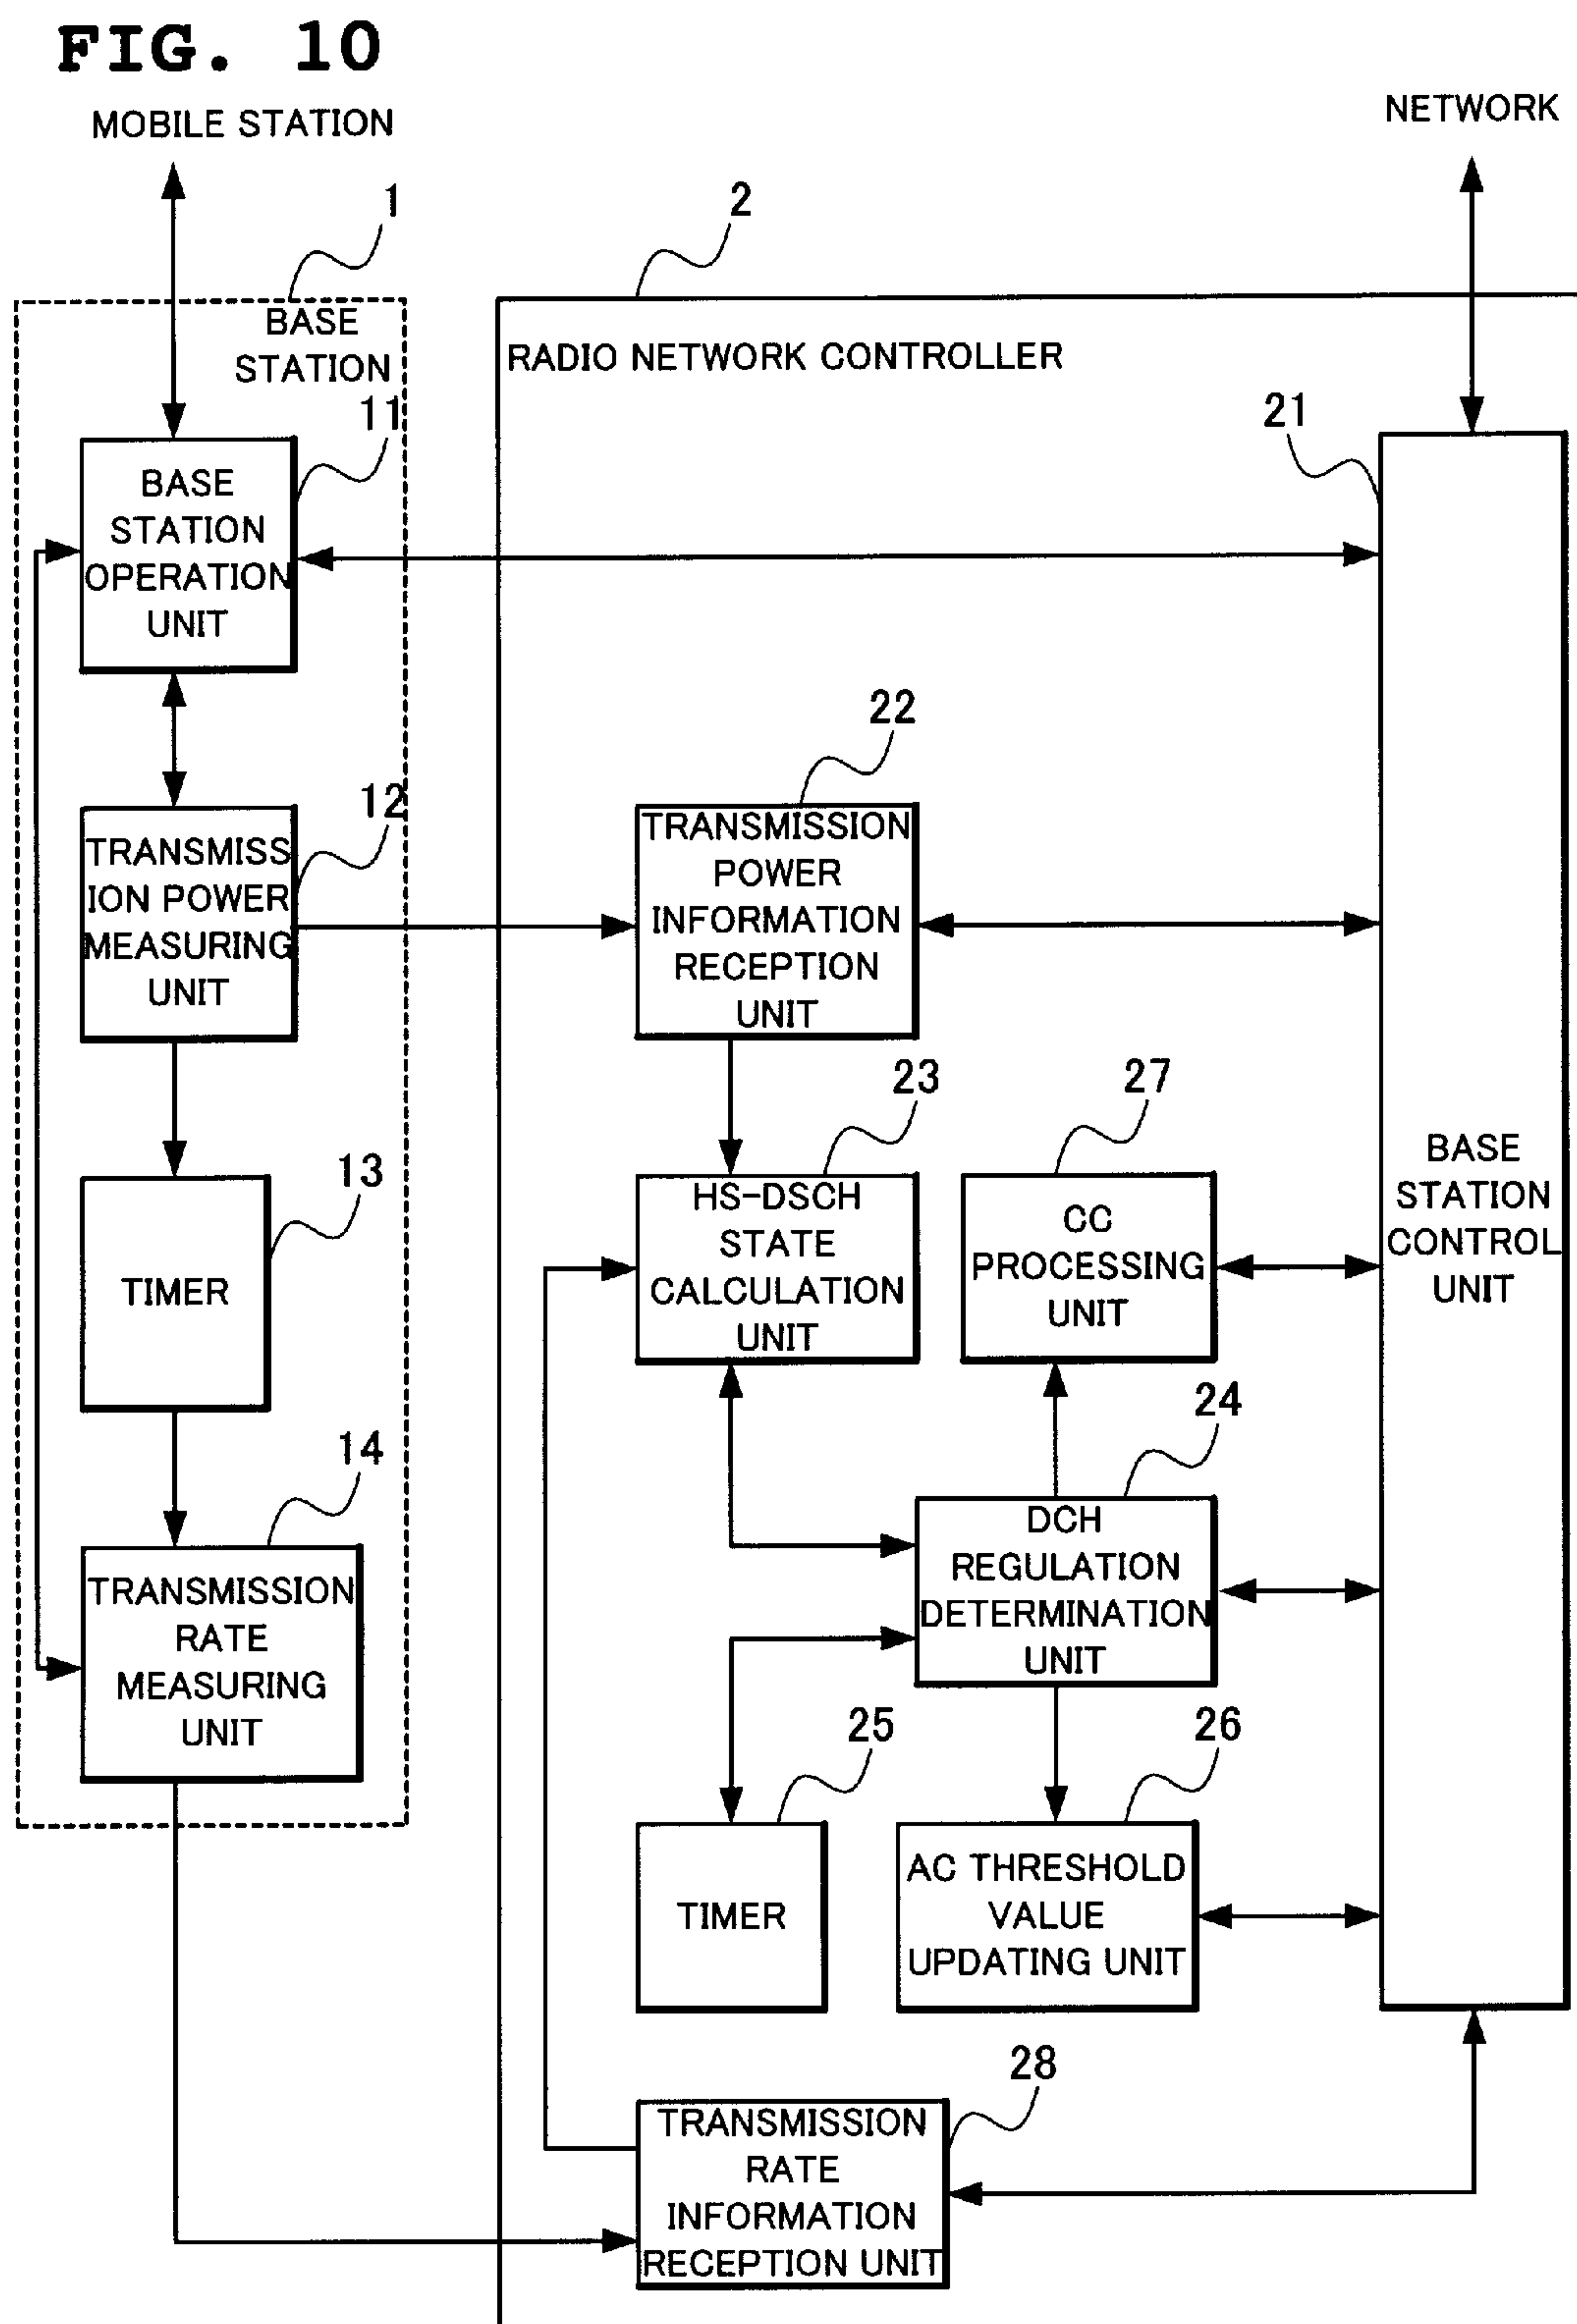 FIG. 10
MOBILE STATION
NETWORK
1
2
BASE
STATION
RADIO NETWORK CONTROLLER
11
21
BASE
STATION
OPERATION
UNIT
22
12
TRANSMISS
ION POWER
MEASURING
UNIT
TRANSMISSION
POWER
INFORMATION
RECEPTION
UNIT
23
27
BASE
STATION
CONTROL
UNIT
13
TIMER
HS-DSCH
STATE
CALCULATION
UNIT
CC
PROCESSING
UNIT
24
14
TRANSMISSION
RATE
MEASURING
UNIT
DCH
REGULATION
DETERMINATION
UNIT
25
26
TIMER
AC THRESHOLD
VALUE
UPDATING UNIT
28
TRANSMISSION
RATE
INFORMATION
RECEPTION UNIT